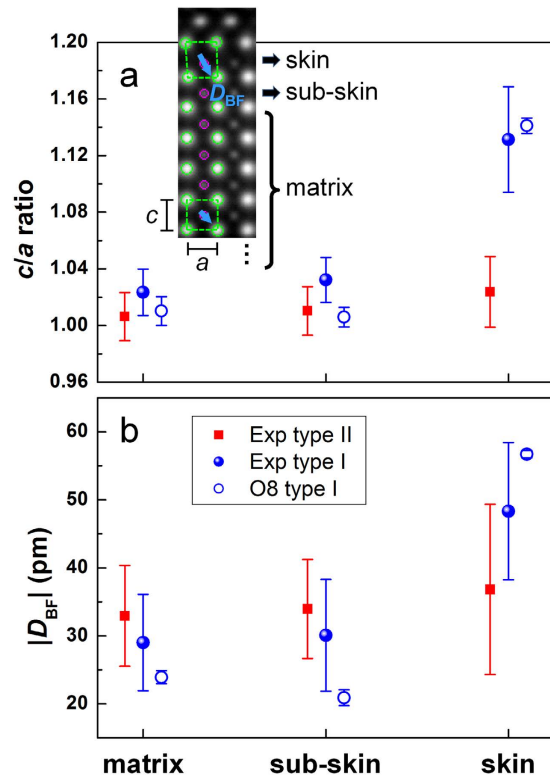 a
1.20
1.16
1.12
1.08
1.04
1.00
0.96
c/a ratio
D_BF
skin
sub-skin
matrix
c
a
b
60
50
40
30
20
|D_BF| (pm)
Exp type II
Exp type I
O8 type I
matrix sub-skin skin